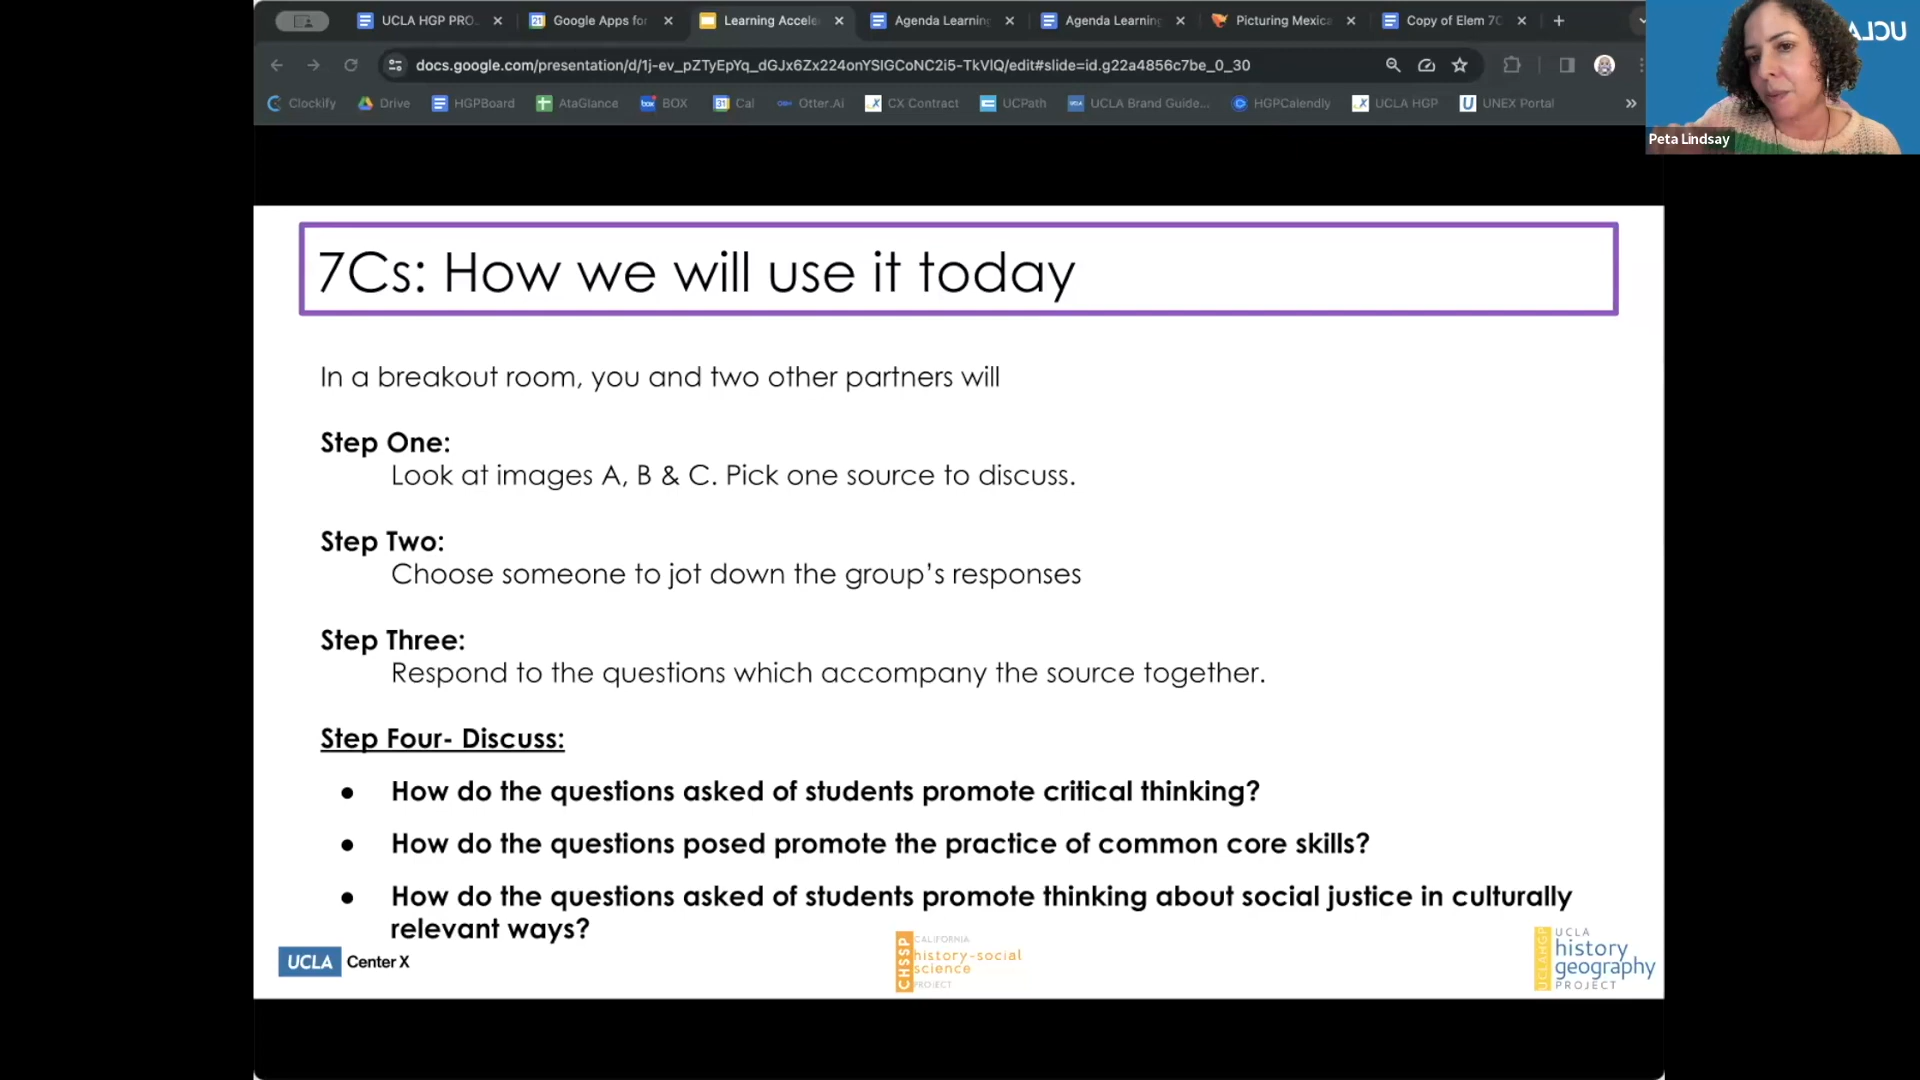 UCLA HGP PRO
Google Apps for
Learning Accele
Agenda Learning
Agenda Learning
Picturing Mexica
Copy of Elem 7C
docs.google.com/presentation/d/1j-ev_pZTyEpYq_dGJx6Zx224onYSIGCoNC2i5-TkVlQ/edit#slide=id.g22a4856c7be_0_30
Clockify
Drive
HGPBoard
AtaGlance
BOX
Cal
Otter.Ai
CX Contract
UCPath
UCLA Brand Guide...
HGPCalendly
UCLA HGP
UNEX Portal
Peta Lindsay
7Cs: How we will use it today
In a breakout room, you and two other partners will
Step One:
Look at images A, B & C. Pick one source to discuss.
Step Two:
Choose someone to jot down the group's responses
Step Three:
Respond to the questions which accompany the source together.
Step Four- Discuss:
● How do the questions asked of students promote critical thinking?
● How do the questions posed promote the practice of common core skills?
● How do the questions asked of students promote thinking about social justice in culturally
relevant ways?
UCLA Center X
CHSSP
CALIFORNIA
history-social
science
PROJECT
UCLAHGP
UCLA
history
geography
PROJECT